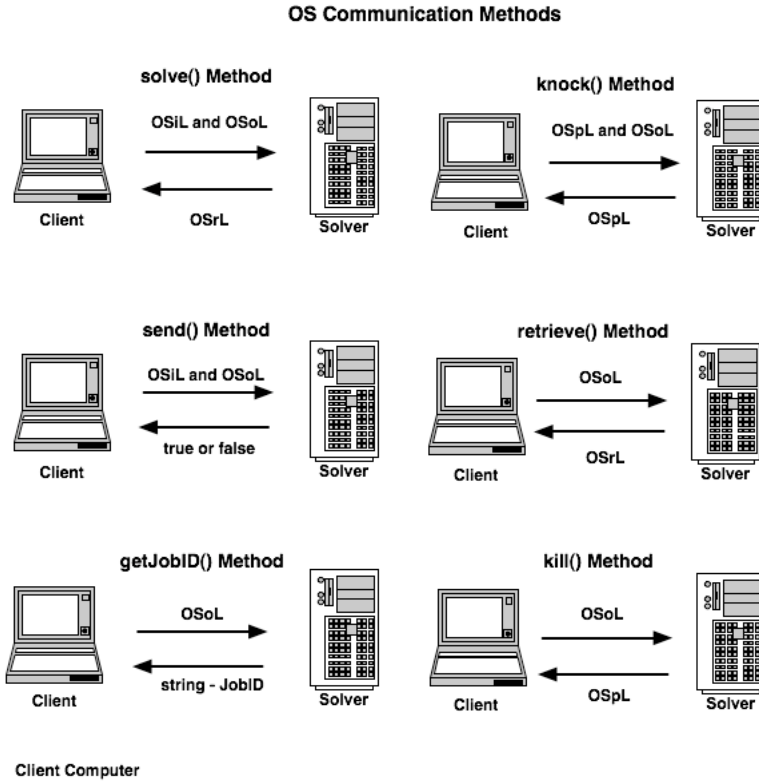 OS Communication Methods
solve() Method
OSiL and OSoL
OSrL
Client
Solver
knock() Method
OSpL and OSoL
OSpL
Client
Solver
send() Method
OSiL and OSoL
true or false
Client
Solver
retrieve() Method
OSoL
OSrL
Client
Solver
getJobID() Method
OSoL
string - JobID
Client
Solver
kill() Method
OSoL
OSpL
Client
Solver
Client Computer